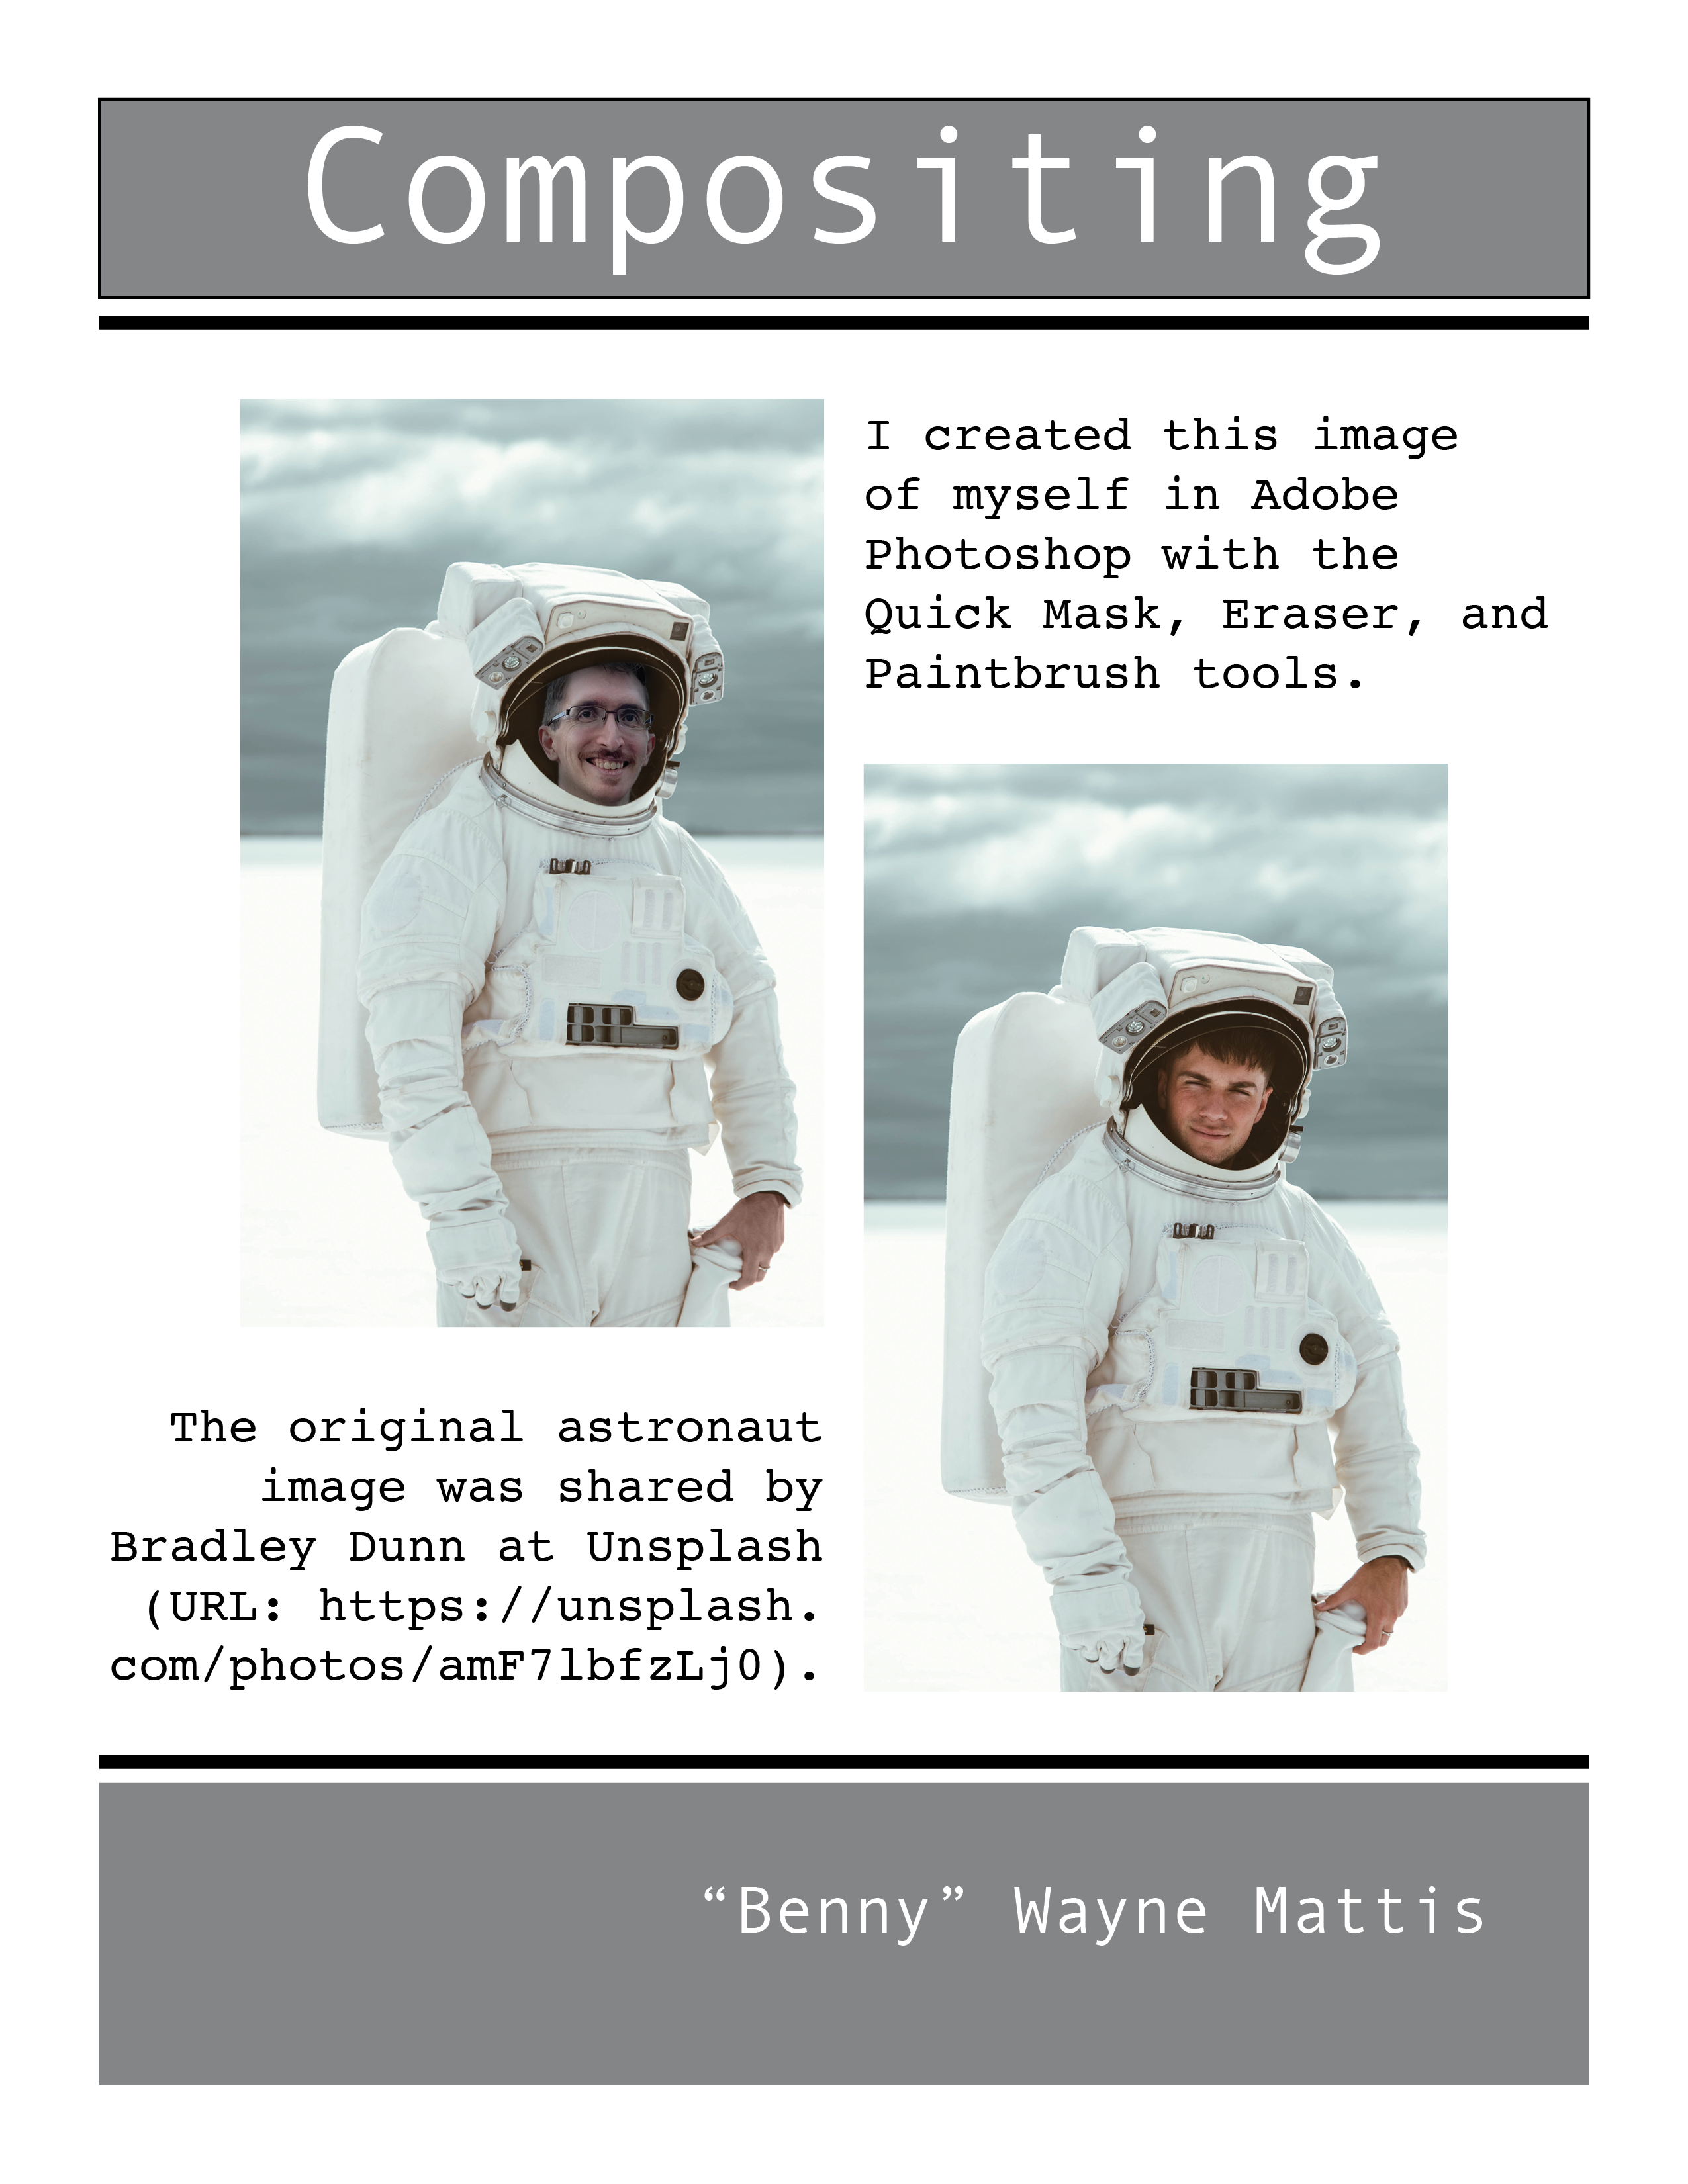 Compositing
I created this image
of myself in Adobe
Photoshop with the
Quick Mask, Eraser, and
Paintbrush tools.
The original astronaut
image was shared by
Bradley Dunn at Unsplash
(URL: https://unsplash.
com/photos/amF7lbfzLj0).
“Benny” Wayne Mattis